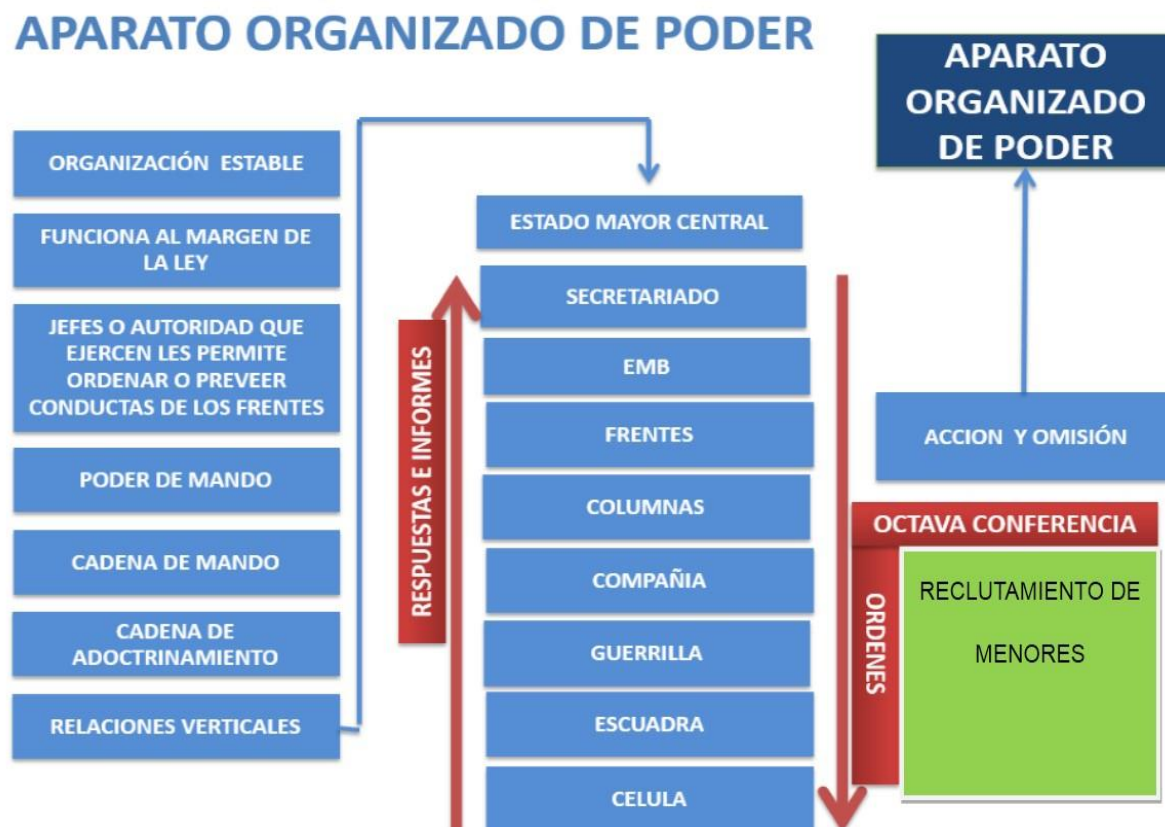 APARATO ORGANIZADO DE PODER
ORGANIZACIÓN ESTABLE
FUNCIONA AL MARGEN DE
LA LEY
JEFES O AUTORIDAD QUE
EJERCEN LES PERMITE
ORDENAR O PREVEER
CONDUCTAS DE LOS FRENTES
PODER DE MANDO
CADENA DE MANDO
CADENA DE
ADOCTRINAMIENTO
RELACIONES VERTICALES
RESPUESTAS E INFORMES
ESTADO MAYOR CENTRAL
SECRETARIADO
EMB
FRENTES
COLUMNAS
COMPAÑIA
GUERRILLA
ESCUADRA
CELULA
APARATO
ORGANIZADO
DE PODER
ACCION Y OMISIÓN
OCTAVA CONFERENCIA
ORDENES
RECLUTAMIENTO DE
MENORES